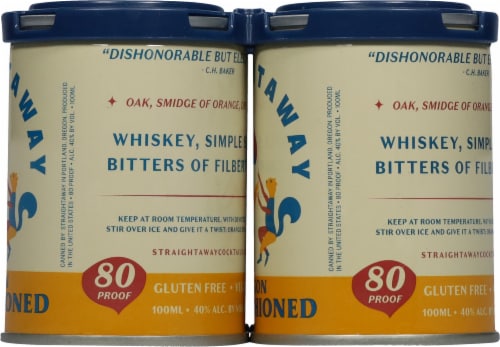 "DISHONORABLE BUT
- C.H. BAKER
TAWAY
✦ OAK, SMIDGE OF ORANGE,
WHISKEY, SIMPLE
BITTERS OF
KEEP AT ROOM TEMPERATURE.
STIR OVER ICE AND GIVE IT A TWIST:
CANNED BY STRAIGHTAWAY IN PORTLAND, OREGON. PRODUCED
IN THE UNITED STATES • 80 PROOF • ALC. 40% BY VOL. • 100ML
80
PROOF
GLUTEN FREE •
100ML • 40% ALC. BY
IONED
"DISHONORABLE BUT
- C.H. BAKER
TAWAY
✦ OAK, SMIDGE OF ORANGE,
WHISKEY, SIMPLE
BITTERS OF
KEEP AT ROOM TEMPERATURE.
STIR OVER ICE AND GIVE IT A TWIST:
STRAIGHTAWAYCOCKTA
CANNED BY STRAIGHTAWAY IN PORTLAND, OREGON. PRODUCED
IN THE UNITED STATES • 80 PROOF • ALC. 40% BY VOL. • 100ML
80
PROOF
GLUTEN FREE •
100ML • 40% ALC. BY
ON
HIONED